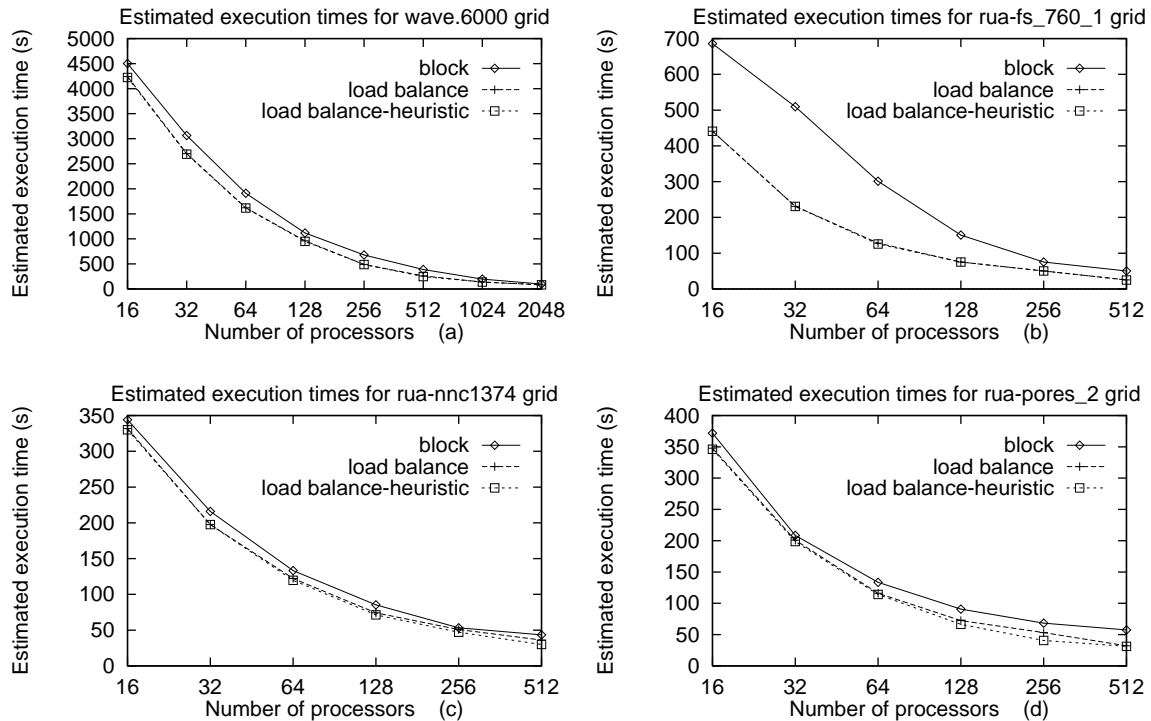 Estimated execution times for wave.6000 grid
Estimated execution time (s)
5000
4500
4000
3500
3000
2500
2000
1500
1000
500
0
block
load balance
load balance-heuristic
16 32 64 128 256 512 1024 2048
Number of processors (a)
Estimated execution times for rua-fs_760_1 grid
Estimated execution time (s)
700
600
500
400
300
200
100
0
block
load balance
load balance-heuristic
16 32 64 128 256 512
Number of processors (b)
Estimated execution times for rua-nnc1374 grid
Estimated execution time (s)
350
300
250
200
150
100
50
0
block
load balance
load balance-heuristic
16 32 64 128 256 512
Number of processors (c)
Estimated execution times for rua-pores_2 grid
Estimated execution time (s)
400
350
300
250
200
150
100
50
0
block
load balance
load balance-heuristic
16 32 64 128 256 512
Number of processors (d)